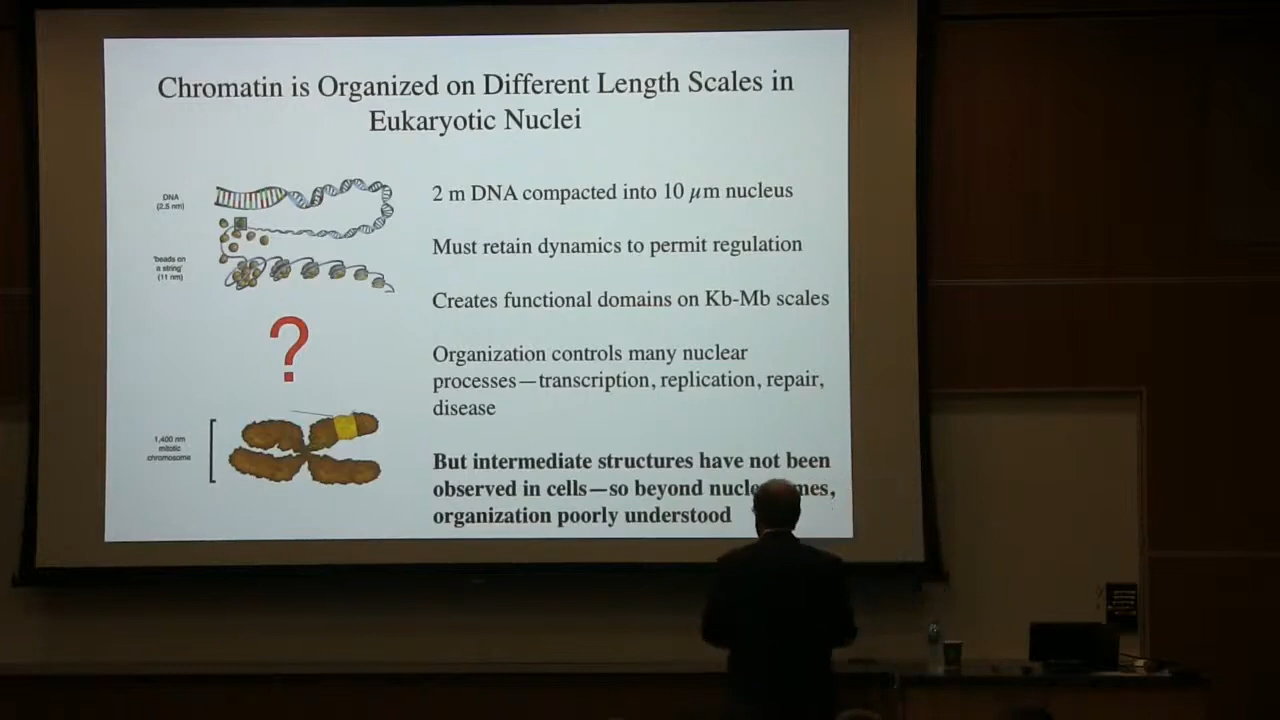 Chromatin is Organized on Different Length Scales in
Eukaryotic Nuclei
DNA
(2.5 nm)
'beads on
a string'
(11 nm)
?
1,400 nm
mitotic
chromosome
2 m DNA compacted into 10 μm nucleus
Must retain dynamics to permit regulation
Creates functional domains on Kb-Mb scales
Organization controls many nuclear
processes—transcription, replication, repair,
disease
But intermediate structures have not been
observed in cells—so beyond
organization poorly understood